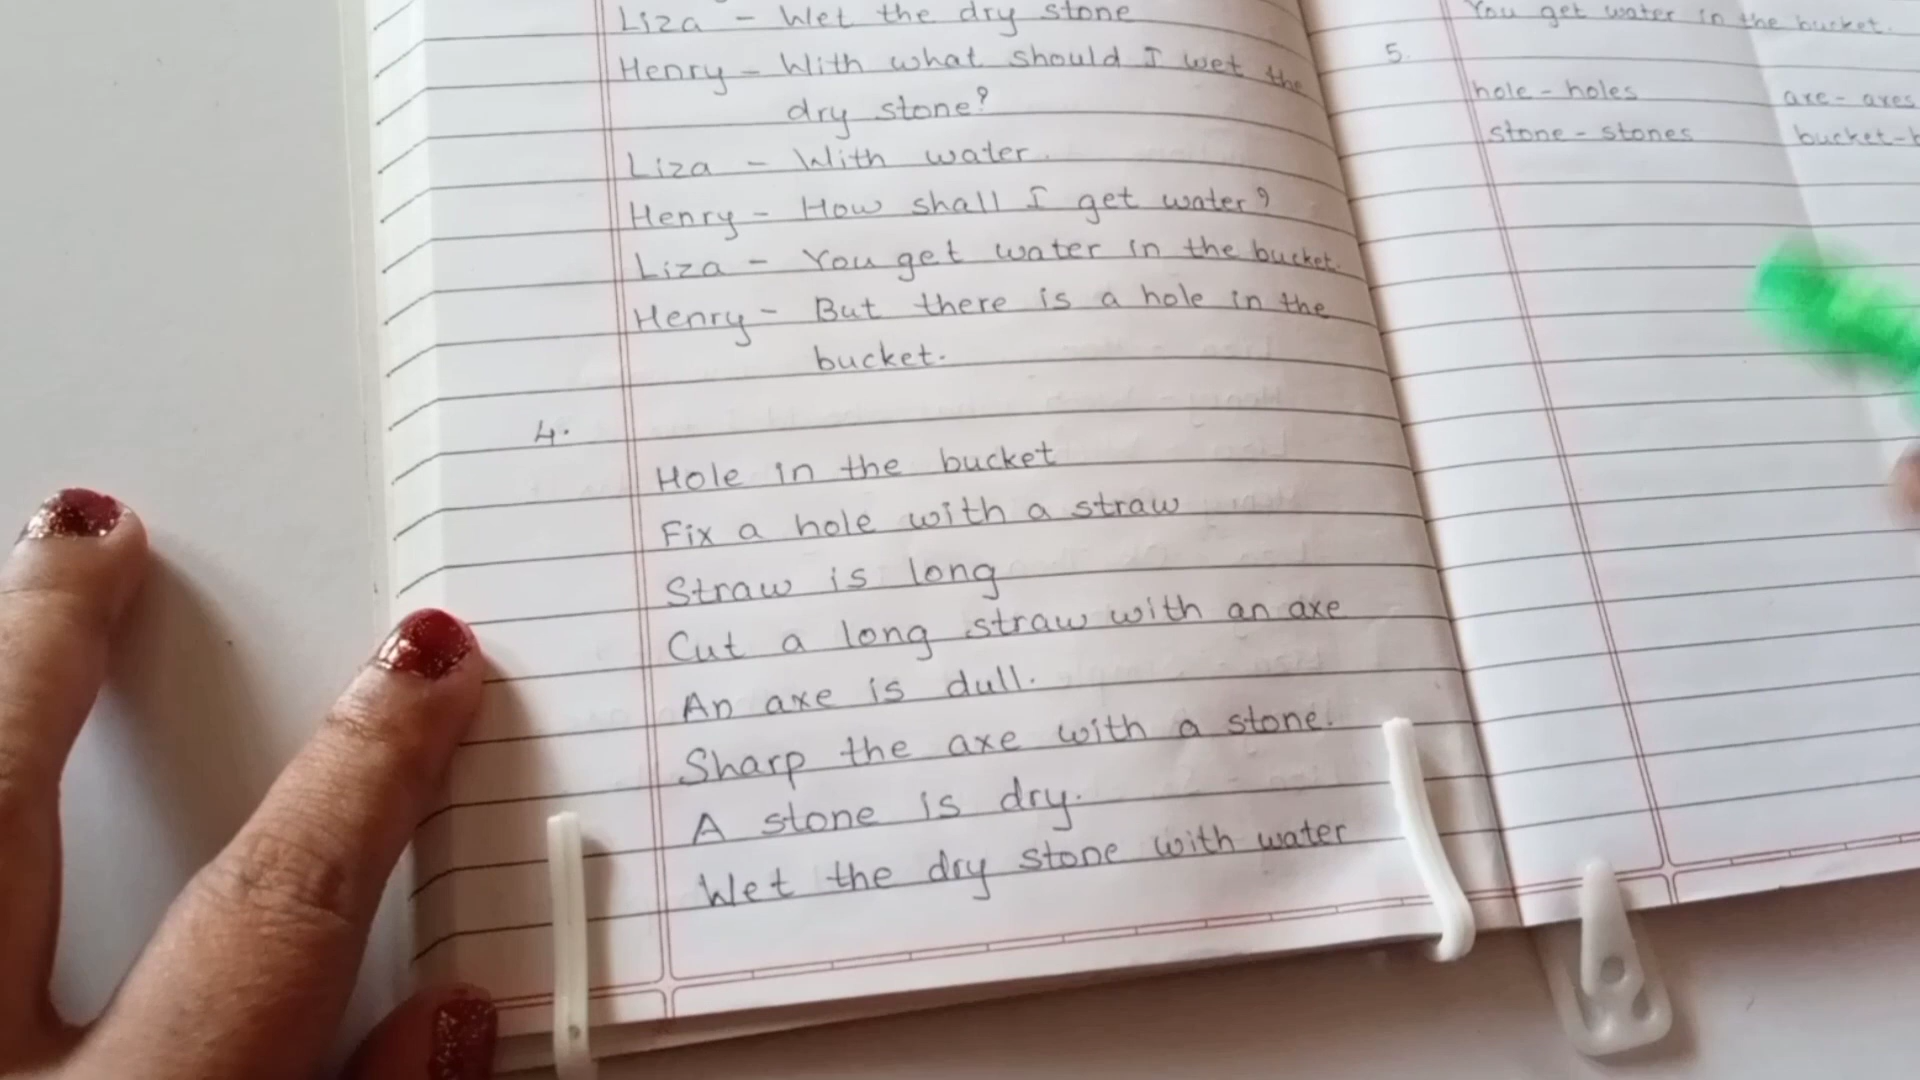 Liza - Wet the dry stone
Henry - With what should I wet the
dry stone?
Liza - With water.
Henry - How shall I get water?
Liza - You get water in the bucket.
Henry - But there is a hole in the
bucket.
4.
Hole in the bucket
Fix a hole with a straw
Straw is long
Cut a long straw with an axe
An axe is dull.
Sharp the axe with a stone.
A stone is dry.
Wet the dry stone with water
You get water in the bucket.
5.
hole - holes axe - axes
stone - stones bucket -